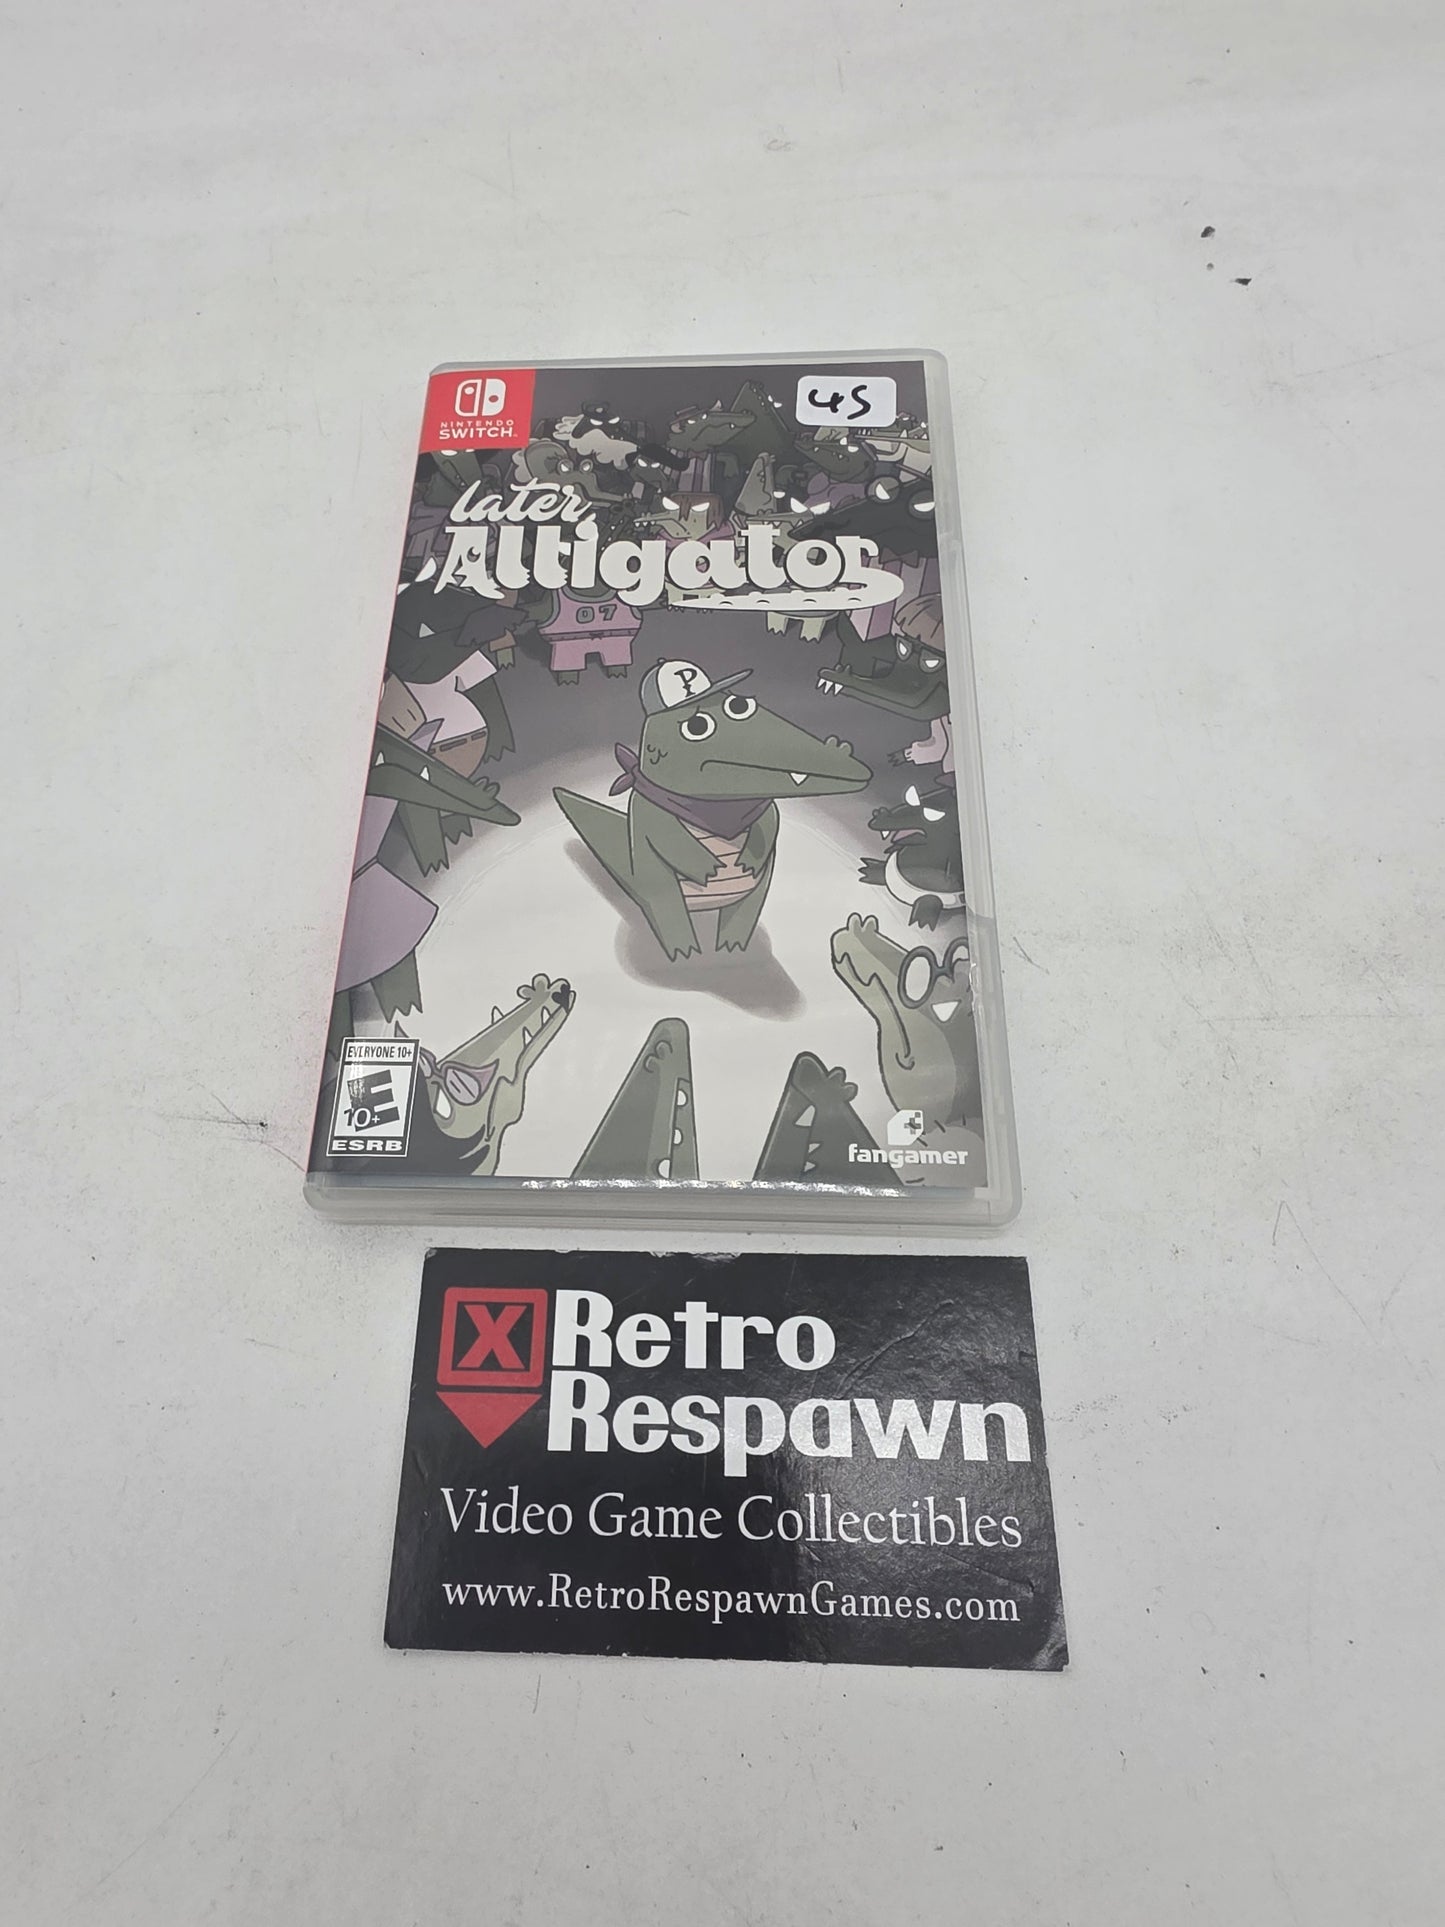 NINTENDO
SWITCH
45
later,
Alligator
07
P
EVERYONE 10+
E
10+
ESRB
fangamer
X Retro
Respawn
Video Game Collectibles
www.RetroRespawnGames.com